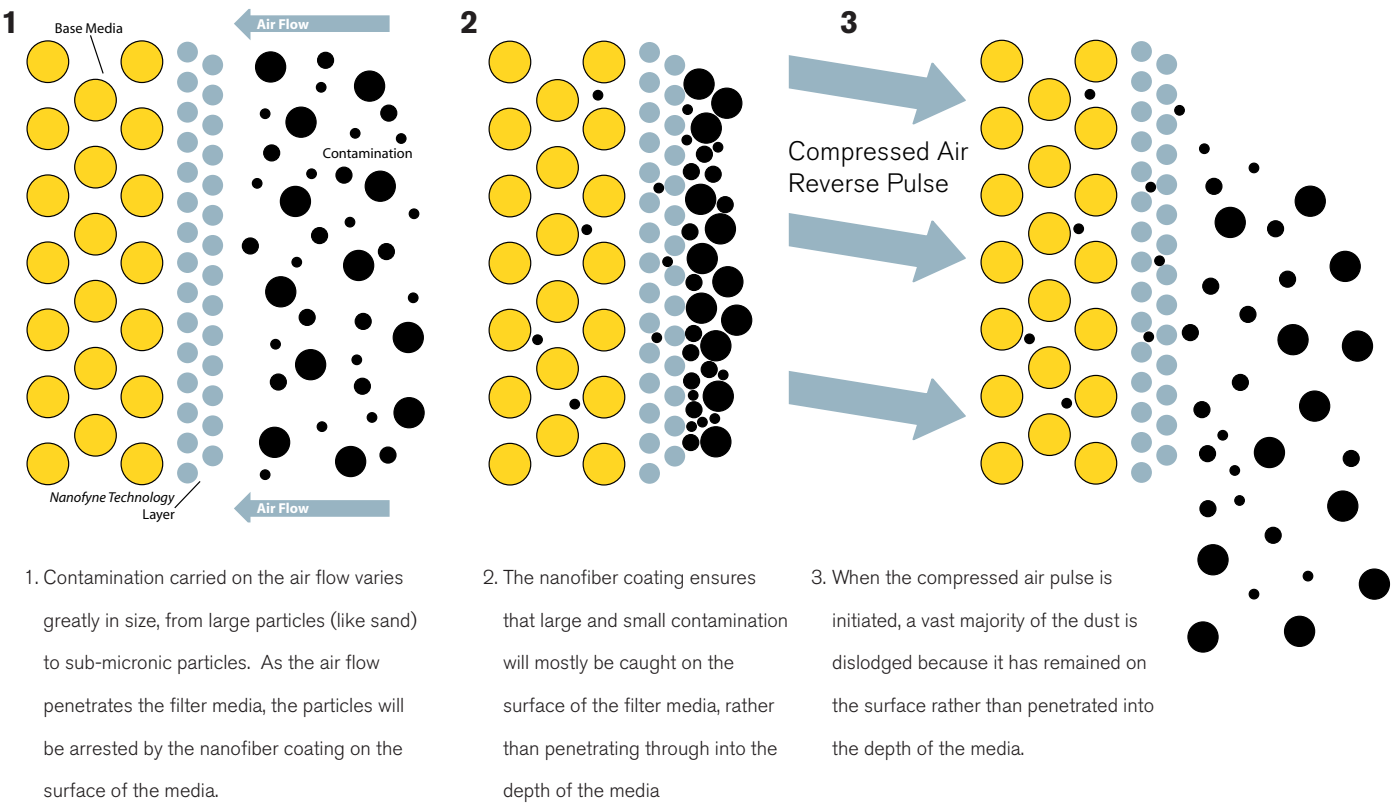 1
Base Media
Air Flow
Contamination
Nanofyne Technology
Layer
Air Flow
2
3
Compressed Air
Reverse Pulse
1. Contamination carried on the air flow varies
greatly in size, from large particles (like sand)
to sub-micronic particles.  As the air flow
penetrates the filter media, the particles will
be arrested by the nanofiber coating on the
surface of the media.
2. The nanofiber coating ensures
that large and small contamination
will mostly be caught on the
surface of the filter media, rather
than penetrating through into the
depth of the media
3. When the compressed air pulse is
initiated, a vast majority of the dust is
dislodged because it has remained on
the surface rather than penetrated into
the depth of the media.